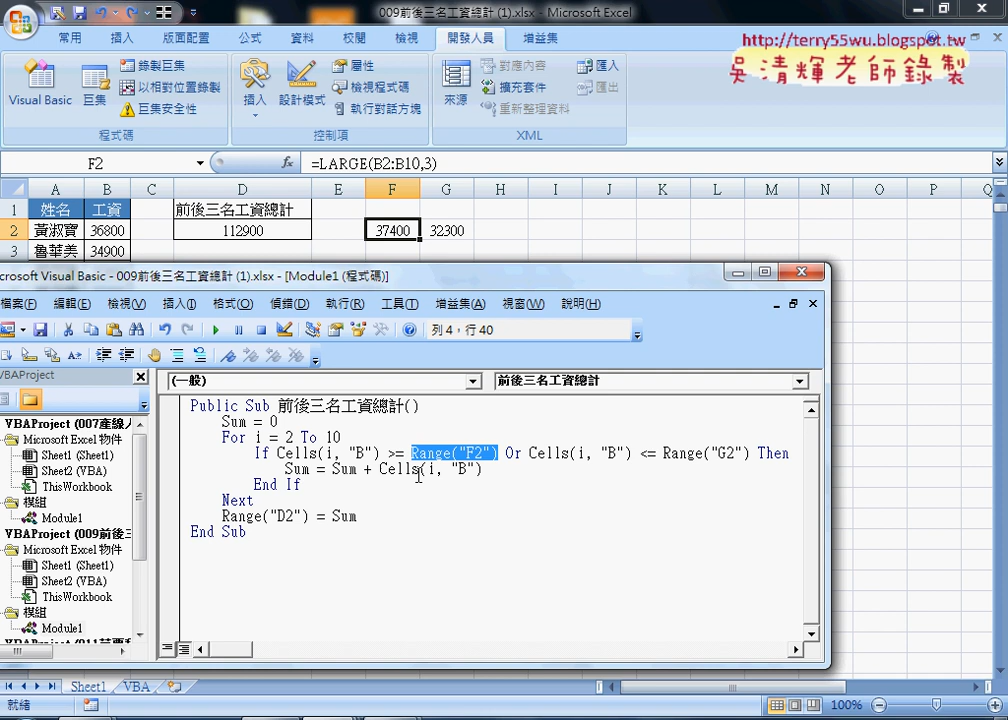 009前後三名工資總計 (1).xlsx - Microsoft Excel
常用 插入 版面配置 公式 資料 校閱 檢視 開發人員 增益集
http://terry55wu.blogspot.tw
吳清輝老師錄製
Visual Basic 巨集 錄製巨集 以相對位置錄製 巨集安全性 程式碼
插入 設計模式 屬性 檢視程式碼 執行對話方塊 控制項
來源 對應內容 擴充套件 重新整理資料 匯入 匯出 XML
F2 fx =LARGE(B2:B10,3)
A B C D E F G H I J K L M N O P Q
1 姓名 工資 前後三名工資總計
2 黃淑寶 36800 112900 37400 32300
3 魯華美 34900
Microsoft Visual Basic - 009前後三名工資總計 (1).xlsx - [Module1 (程式碼)]
檔案(F) 編輯(E) 檢視(V) 插入(I) 格式(O) 偵錯(D) 執行(R) 工具(T) 增益集(A) 視窗(W) 說明(H)
列 4，行 40
VBAProject
(一般) 前後三名工資總計
VBAProject (007產線人
Microsoft Excel 物件
Sheet1 (Sheet1)
Sheet2 (VBA)
ThisWorkbook
模組
Module1
VBAProject (009前後三
Microsoft Excel 物件
Sheet1 (Sheet1)
Sheet2 (VBA)
ThisWorkbook
模組
Module1
Public Sub 前後三名工資總計()
Sum = 0
For i = 2 To 10
If Cells(i, "B") >= Range("F2") Or Cells(i, "B") <= Range("G2") Then
Sum = Sum + Cells(i, "B")
End If
Next
Range("D2") = Sum
End Sub
Sheet1 VBA
就緒 100%